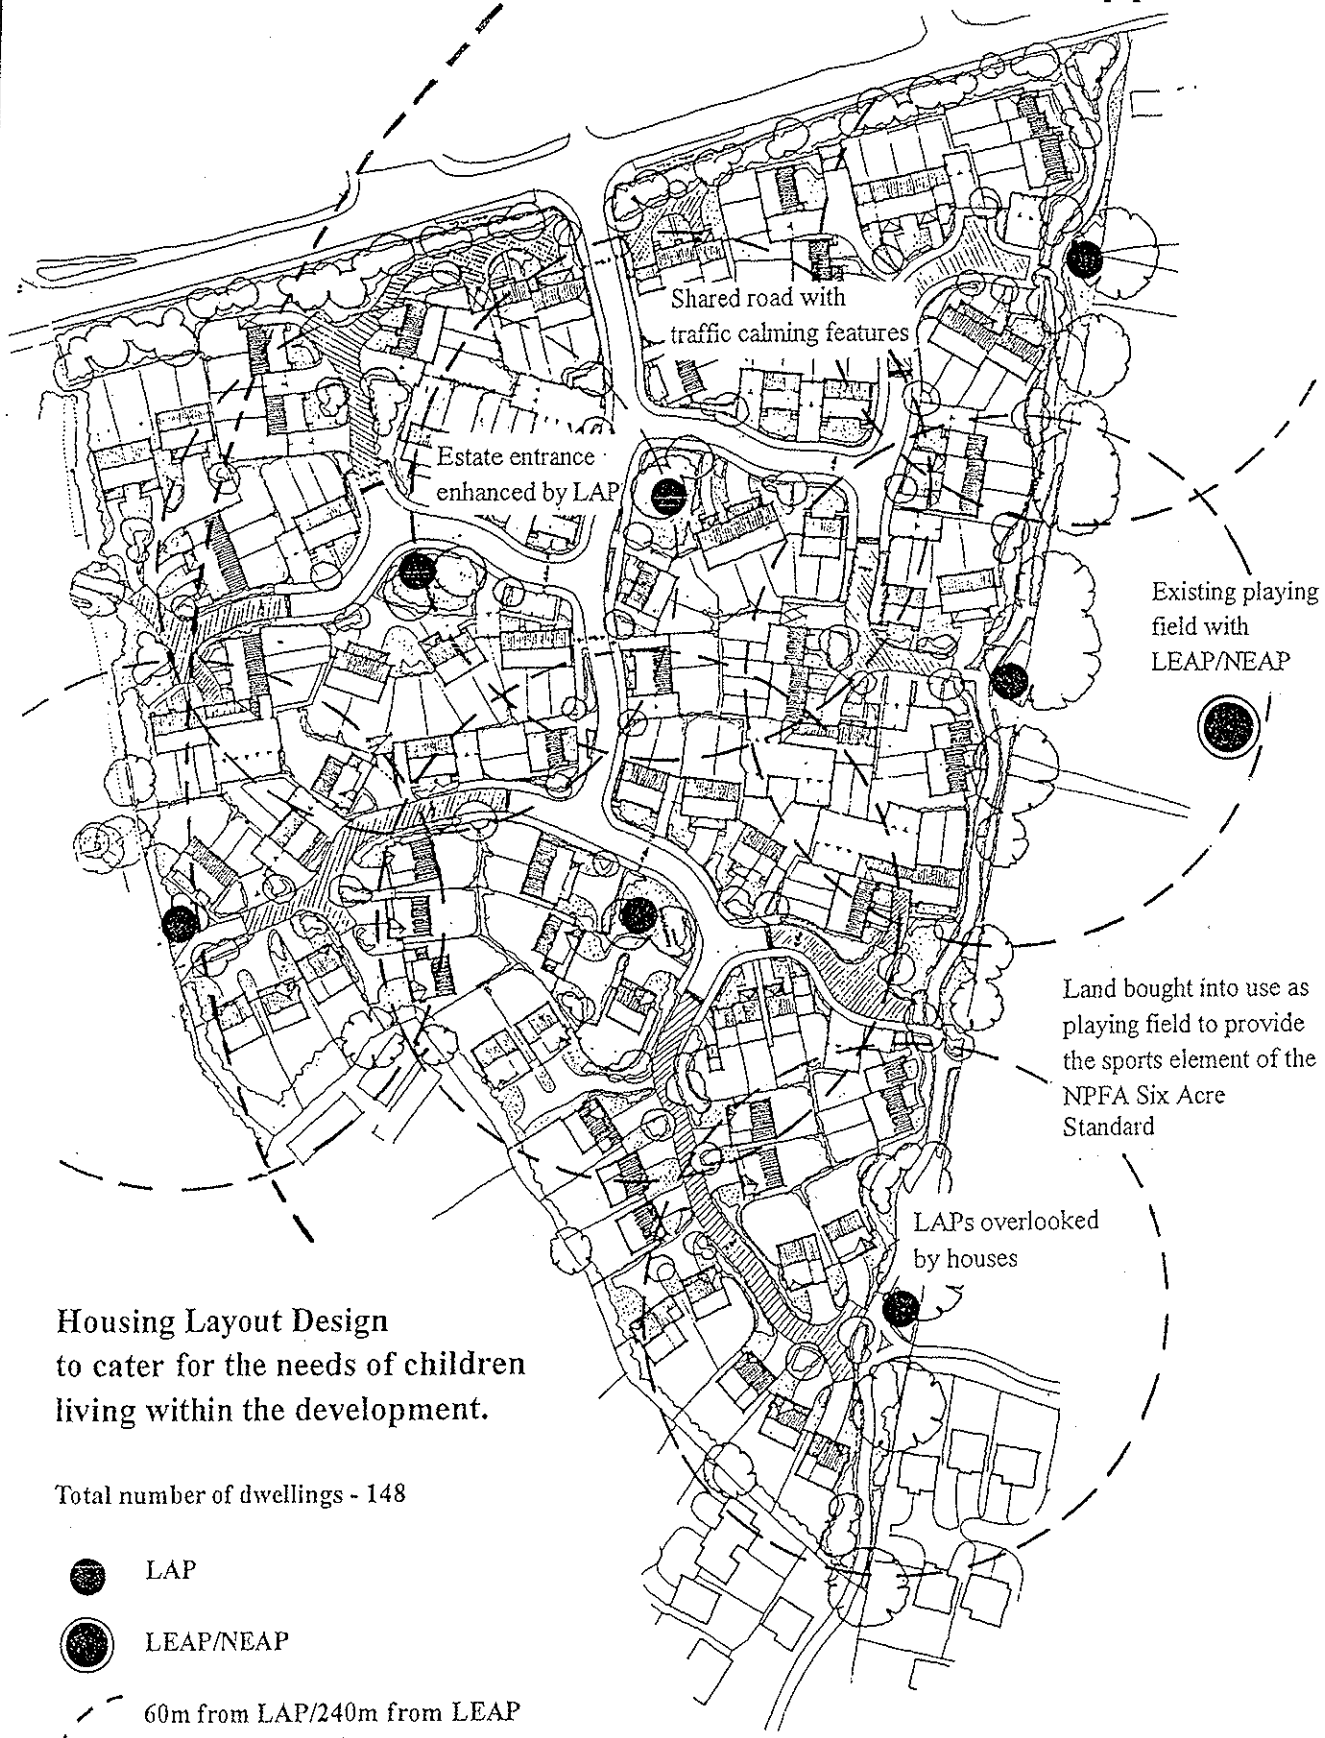 Shared road with
traffic calming features
Estate entrance
enhanced by LAP
Existing playing
field with
LEAP/NEAP
Land bought into use as
playing field to provide
the sports element of the
NPFA Six Acre
Standard
LAPs overlooked
by houses
Housing Layout Design
to cater for the needs of children
living within the development.
Total number of dwellings - 148
LAP
LEAP/NEAP
60m from LAP/240m from LEAP